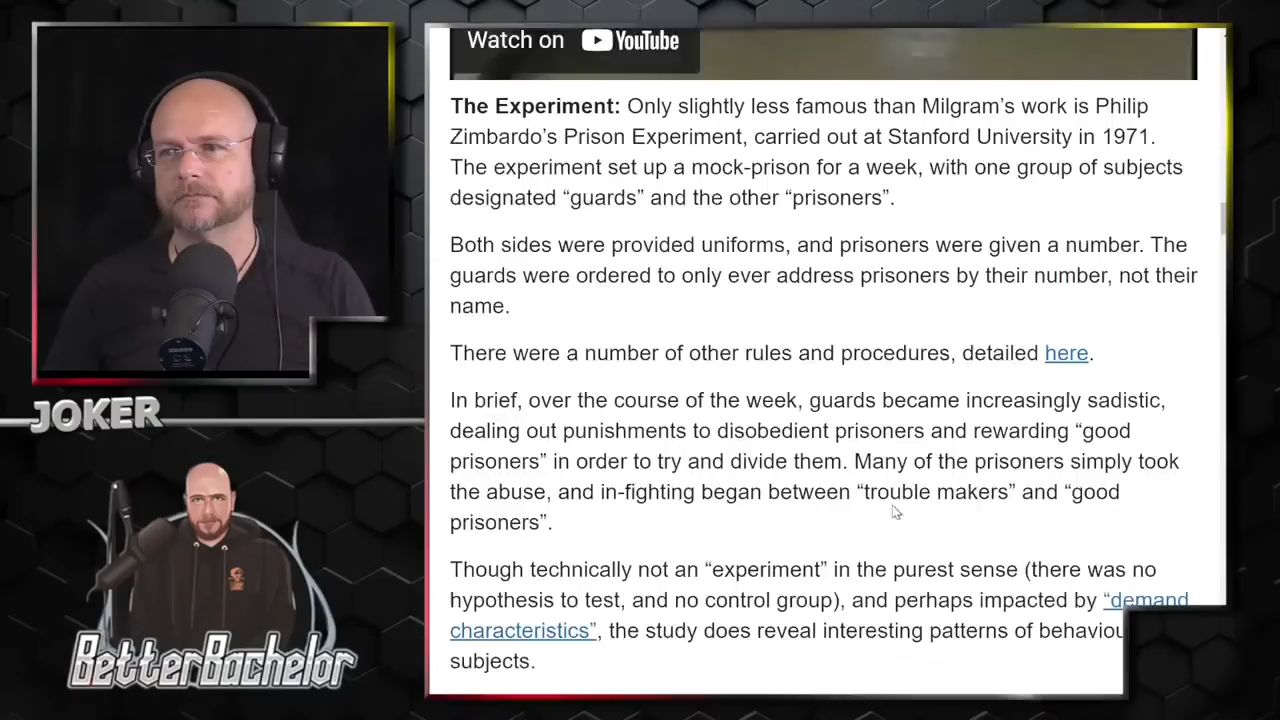 Watch on YouTube
The Experiment: Only slightly less famous than Milgram’s work is Philip
Zimbardo’s Prison Experiment, carried out at Stanford University in 1971.
The experiment set up a mock-prison for a week, with one group of subjects
designated “guards” and the other “prisoners”.
Both sides were provided uniforms, and prisoners were given a number. The
guards were ordered to only ever address prisoners by their number, not their
name.
There were a number of other rules and procedures, detailed here.
In brief, over the course of the week, guards became increasingly sadistic,
dealing out punishments to disobedient prisoners and rewarding “good
prisoners” in order to try and divide them. Many of the prisoners simply took
the abuse, and in-fighting began between “trouble makers” and “good
prisoners”.
Though technically not an “experiment” in the purest sense (there was no
hypothesis to test, and no control group), and perhaps impacted by “demand
characteristics”, the study does reveal interesting patterns of behaviou
subjects.
JOKER
BetterBachelor